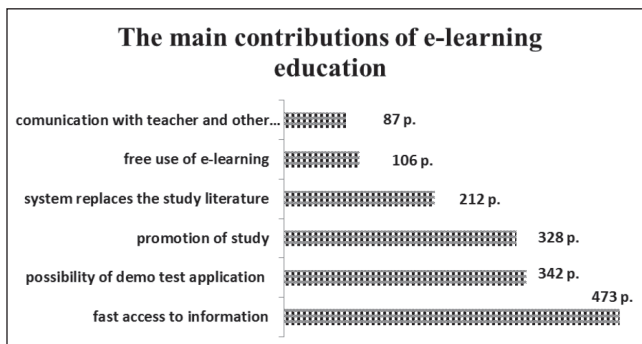 The main contributions of e-learning
education
comunication with teacher and other... 87 p.
free use of e-learning 106 p.
system replaces the study literature 212 p.
promotion of study 328 p.
possibility of demo test application 342 p.
fast access to information 473 p.